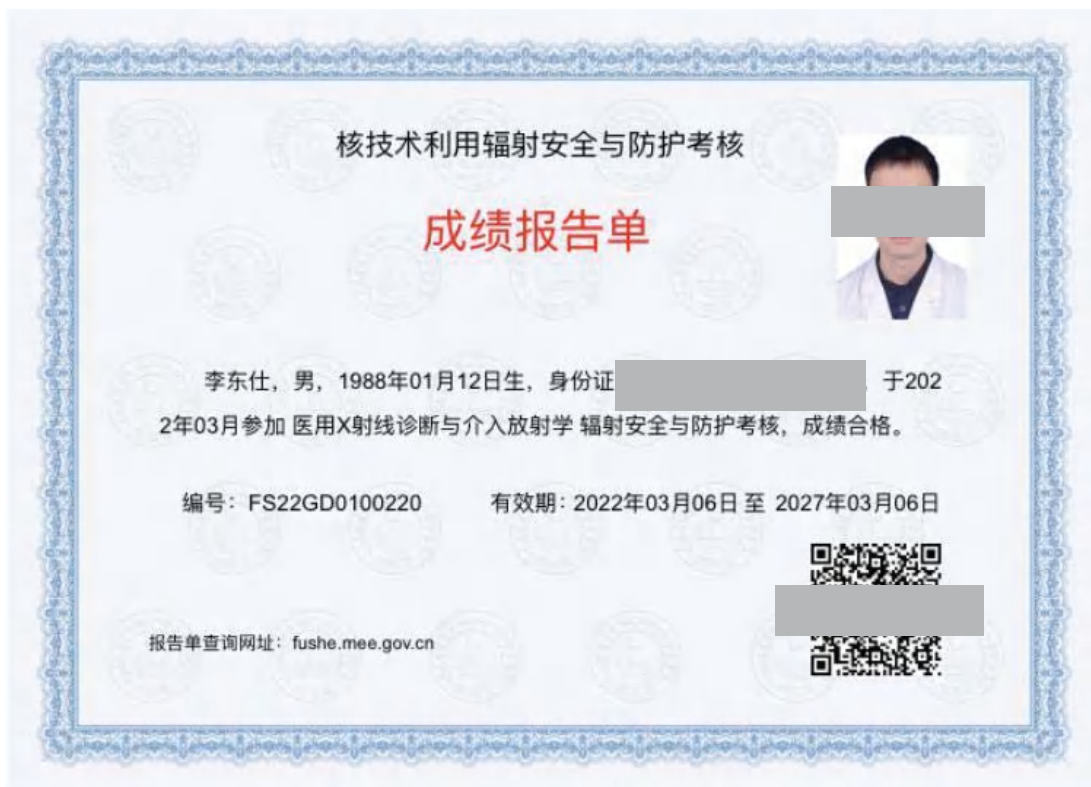 核技术利用辐射安全与防护考核
成绩报告单
李东仕，男，1988年01月12日生，身份证 ，于202
2年03月参加 医用X射线诊断与介入放射学 辐射安全与防护考核，成绩合格。
编号：FS22GD0100220 有效期：2022年03月06日 至 2027年03月06日
报告单查询网址：fushe.mee.gov.cn